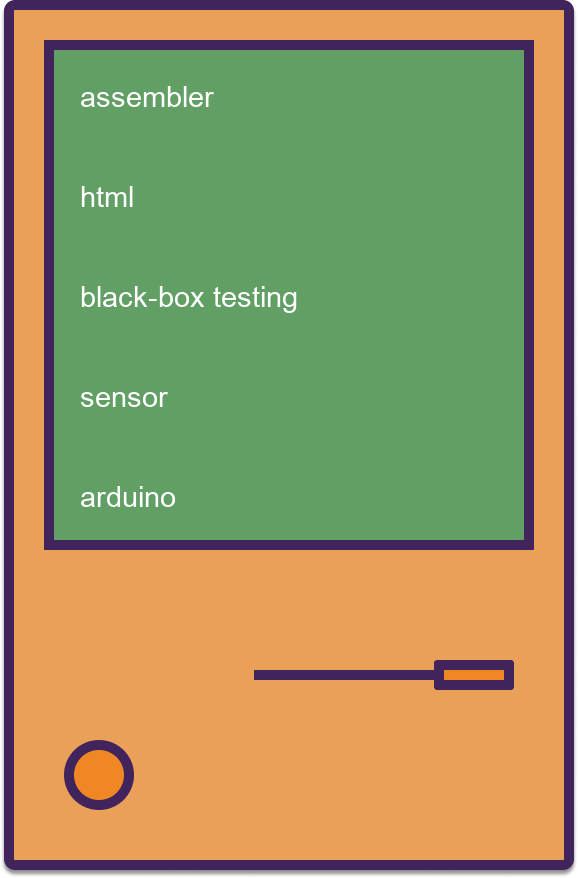 assembler
html
black-box testing
sensor
arduino